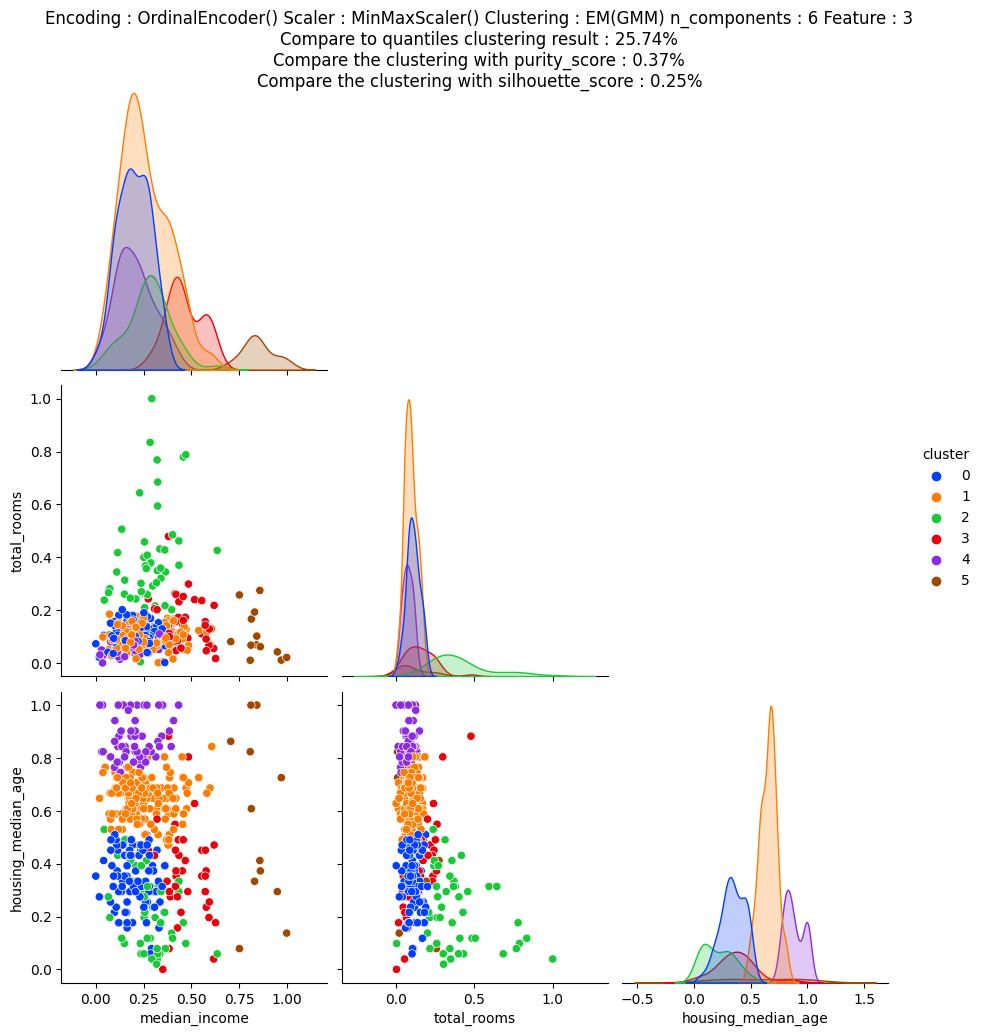 Encoding : OrdinalEncoder() Scaler : MinMaxScaler() Clustering : EM(GMM) n_components : 6 Feature : 3
Compare to quantiles clustering result : 25.74%
Compare the clustering with purity_score : 0.37%
Compare the clustering with silhouette_score : 0.25%
total_rooms
1.0
0.8
0.6
0.4
0.2
0.0
cluster
0
1
2
3
4
5
housing_median_age
1.0
0.8
0.6
0.4
0.2
0.0
0.00 0.25 0.50 0.75 1.00
median_income
0.0 0.5 1.0
total_rooms
−0.5 0.0 0.5 1.0 1.5
housing_median_age